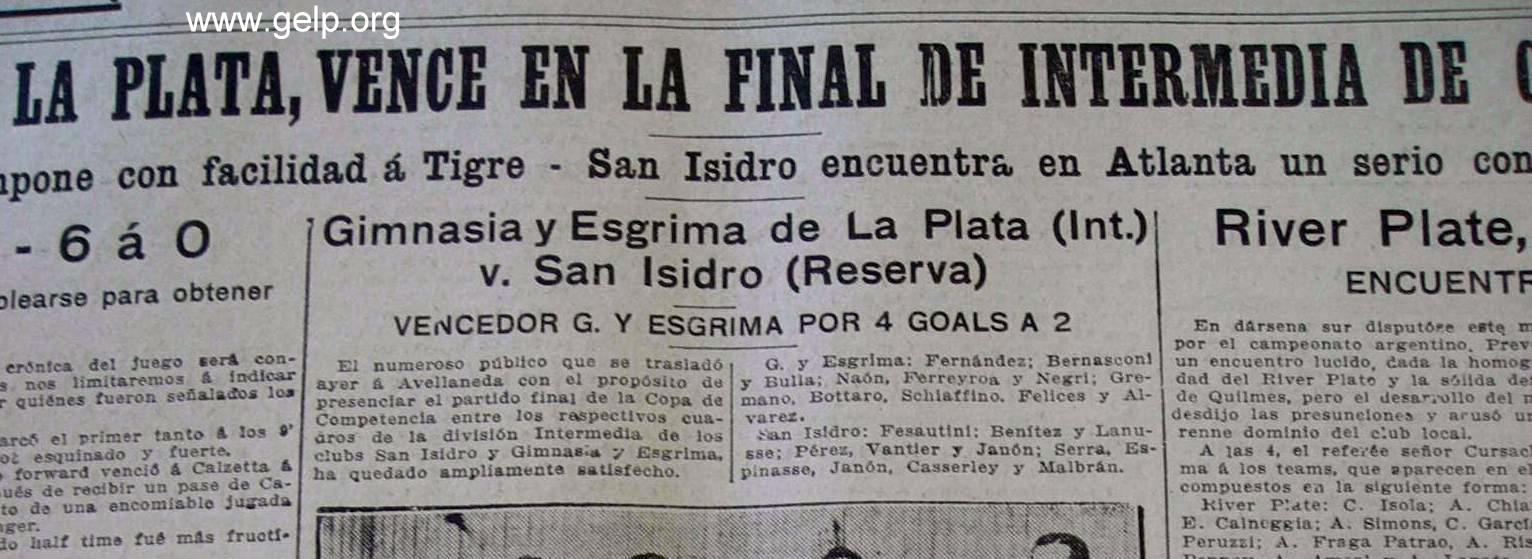 www.gelp.org
LA PLATA, VENCE EN LA FINAL DE INTERMEDIA DE
con facilidad á Tigre - San Isidro encuentra en Atlanta un serio con
- 6 á 0
para obtener
crónica del juego será con-
s nos limitaremos á indicar
r quiénes fueron señalados los
arcó el primer tanto á los 9'
esquinado y fuerte.
forward venció á Calzetta á
ués de recibir un pase de Ca-
to de una encomiable jugada
ger.
do half time fué más fructí-
Gimnasia y Esgrima de La Plata (Int.)
v. San Isidro (Reserva)
VENCEDOR G. Y ESGRIMA POR 4 GOALS A 2
El numeroso público que se trasladó
ayer á Avellaneda con el propósito de
presenciar el partido final de la Copa de
Competencia entre los respectivos cua-
dros de la división Intermedia de los
clubs San Isidro y Gimnasia y Esgrima,
ha quedado ampliamente satisfecho.
G. y Esgrima: Fernández; Bernasconi
y Bulla; Naón, Ferreyroa y Negri; Gre-
mano, Bottaro, Schiaffino, Felices y Al-
varez.
San Isidro: Fesautini; Benítez y Lanu-
sse; Pérez, Vantier y Janón; Serra, Es-
pinasse, Janón, Casserley y Malbrán.
River Plate,
ENCUENTR
En dársena sur disputóse este m
por el campeonato argentino. Prev
un encuentro lucido, dada la homog
dad del River Plate y la sólida de
de Quilmes, pero el desarrollo del
desdijo las presunciones y acusó un
renne dominio del club local.
A las 4, el referée señor Cursac
ma á los teams, que aparecen en el
compuestos en la siguiente forma:
River Plate: C. Isola; A. Chia
E. Calneggia; A. Simons, C. Garcí
Peruzzi; A. Fraga Patrao, A. Ris